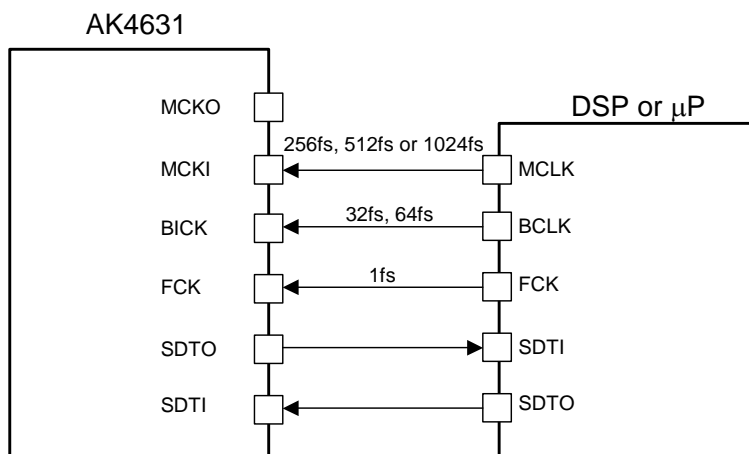 AK4631
DSP or μP
MCKO
256fs, 512fs or 1024fs
MCKI
MCLK
32fs, 64fs
BICK
BCLK
1fs
FCK
FCK
SDTO
SDTI
SDTI
SDTO